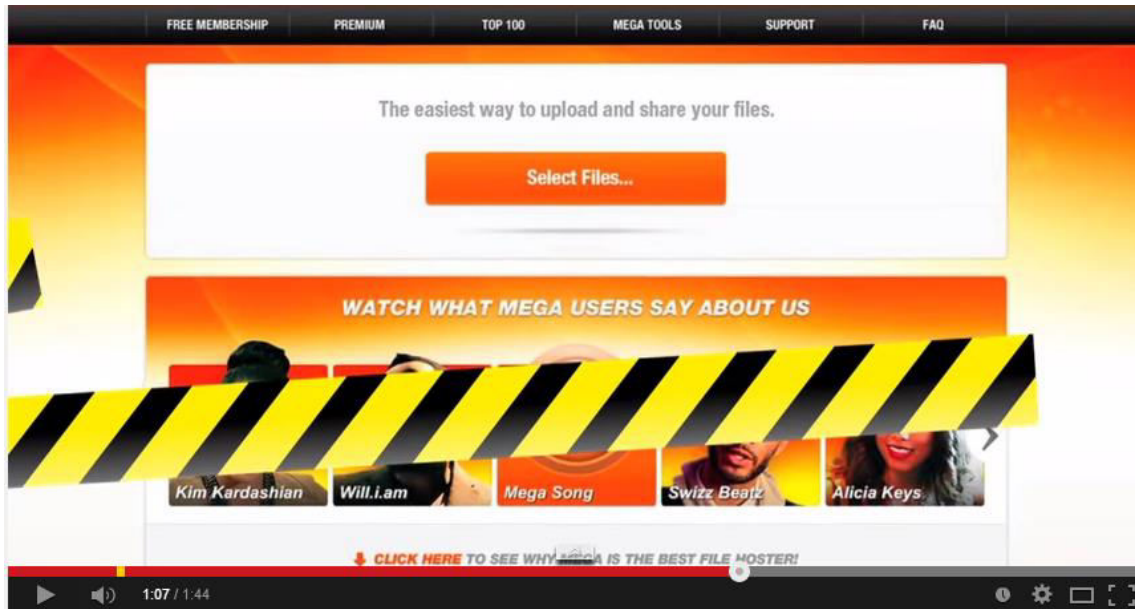 FREE MEMBERSHIP PREMIUM TOP 100 MEGA TOOLS SUPPORT FAQ
The easiest way to upload and share your files.
Select Files...
WATCH WHAT MEGA USERS SAY ABOUT US
Kim Kardashian Will.i.am Mega Song Swizz Beatz Alicia Keys
CLICK HERE TO SEE WHY MEGA IS THE BEST FILE HOSTER!
1:07 / 1:44